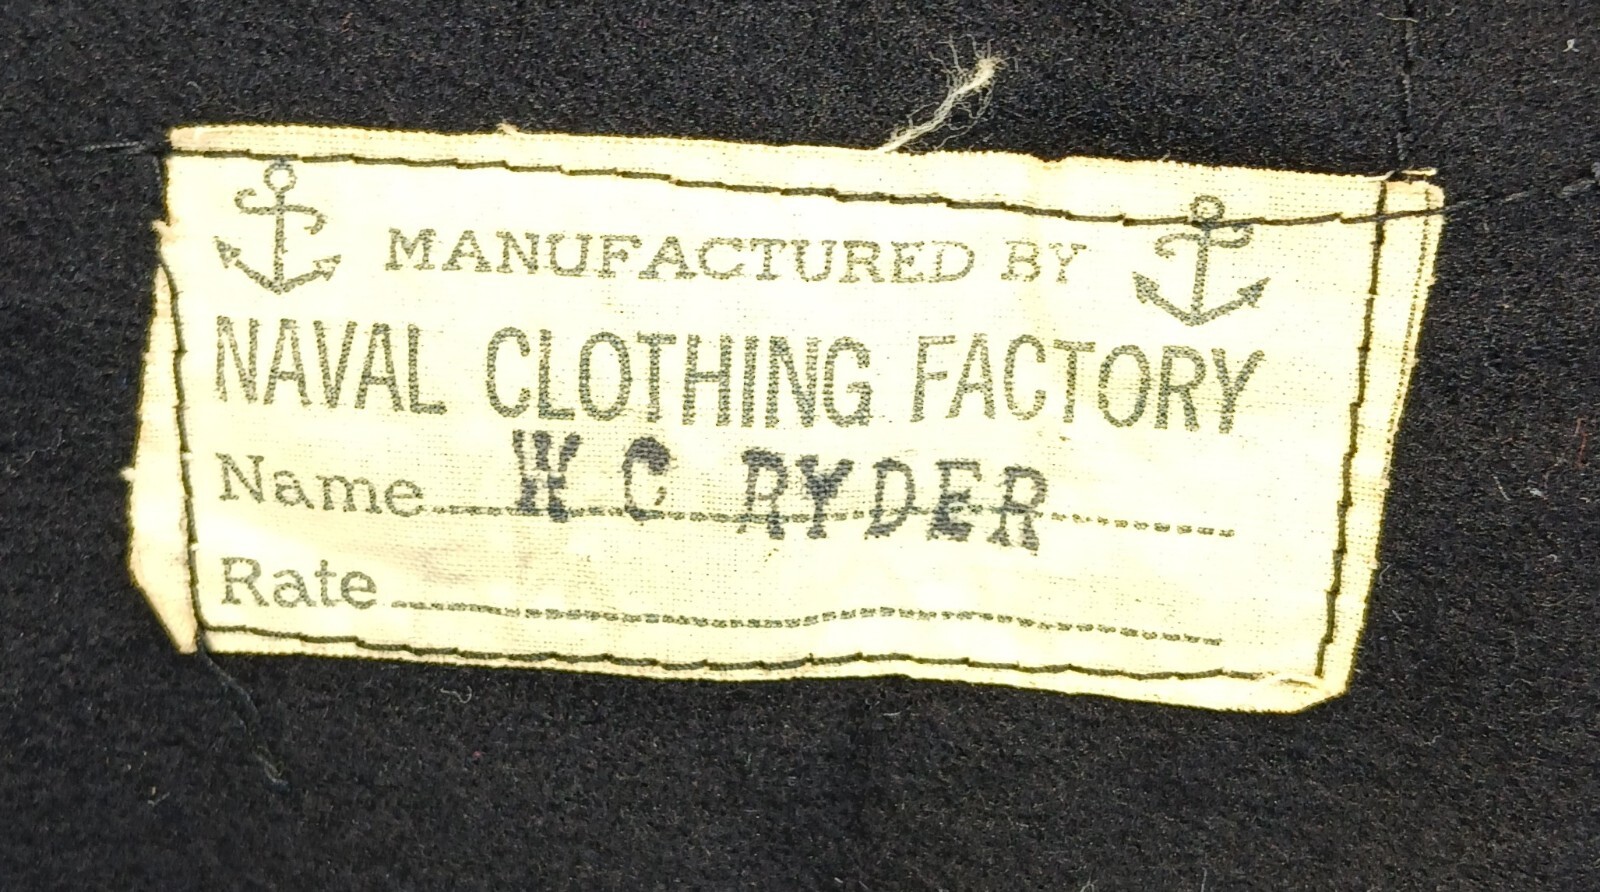 MANUFACTURED BY
NAVAL CLOTHING FACTORY
Name W C RYDER
Rate